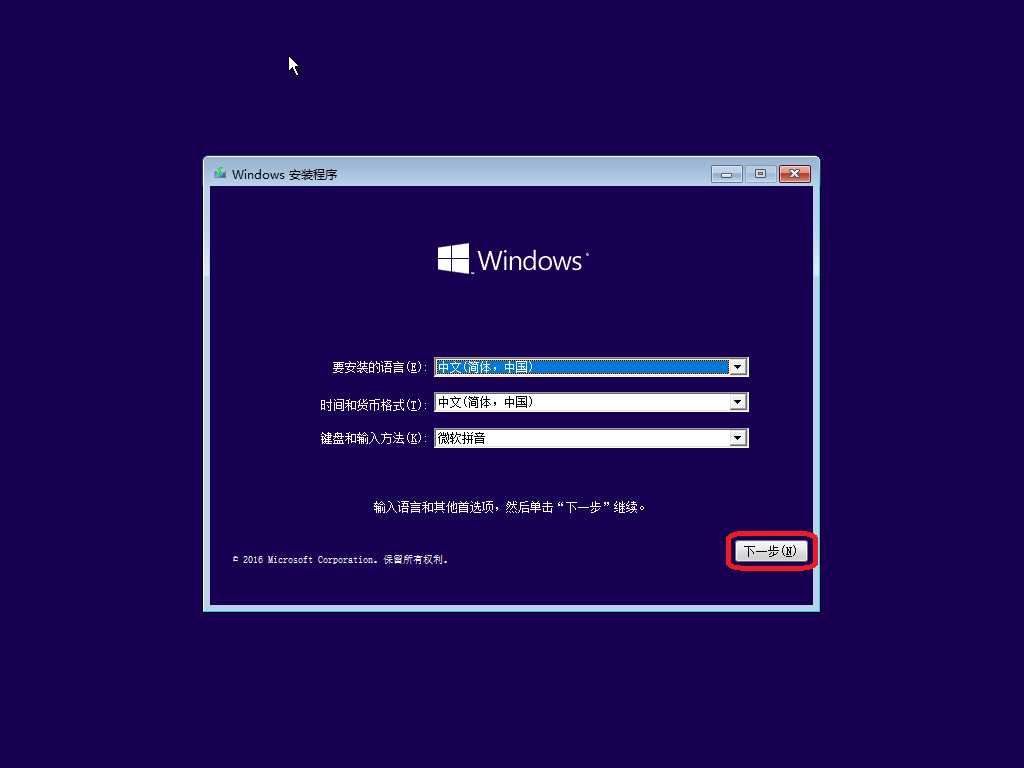 Windows 安装程序
Windows
要安装的语言(E): 中文(简体，中国)
时间和货币格式(T): 中文(简体，中国)
键盘和输入方法(K): 微软拼音
输入语言和其他首选项，然后单击“下一步”继续。
下一步(N)
© 2016 Microsoft Corporation。保留所有权利。